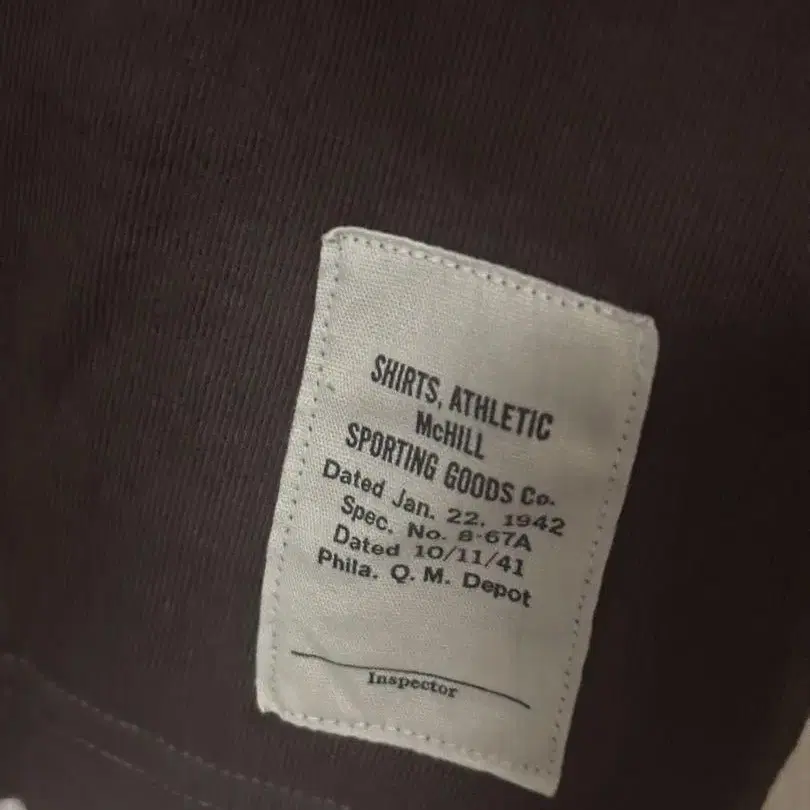 SHIRTS, ATHLETIC
McHILL
SPORTING GOODS Co.
Dated Jan. 22, 1942
Spec. No. 8-67A
Dated 10/11/41
Phila. Q. M. Depot
Inspector